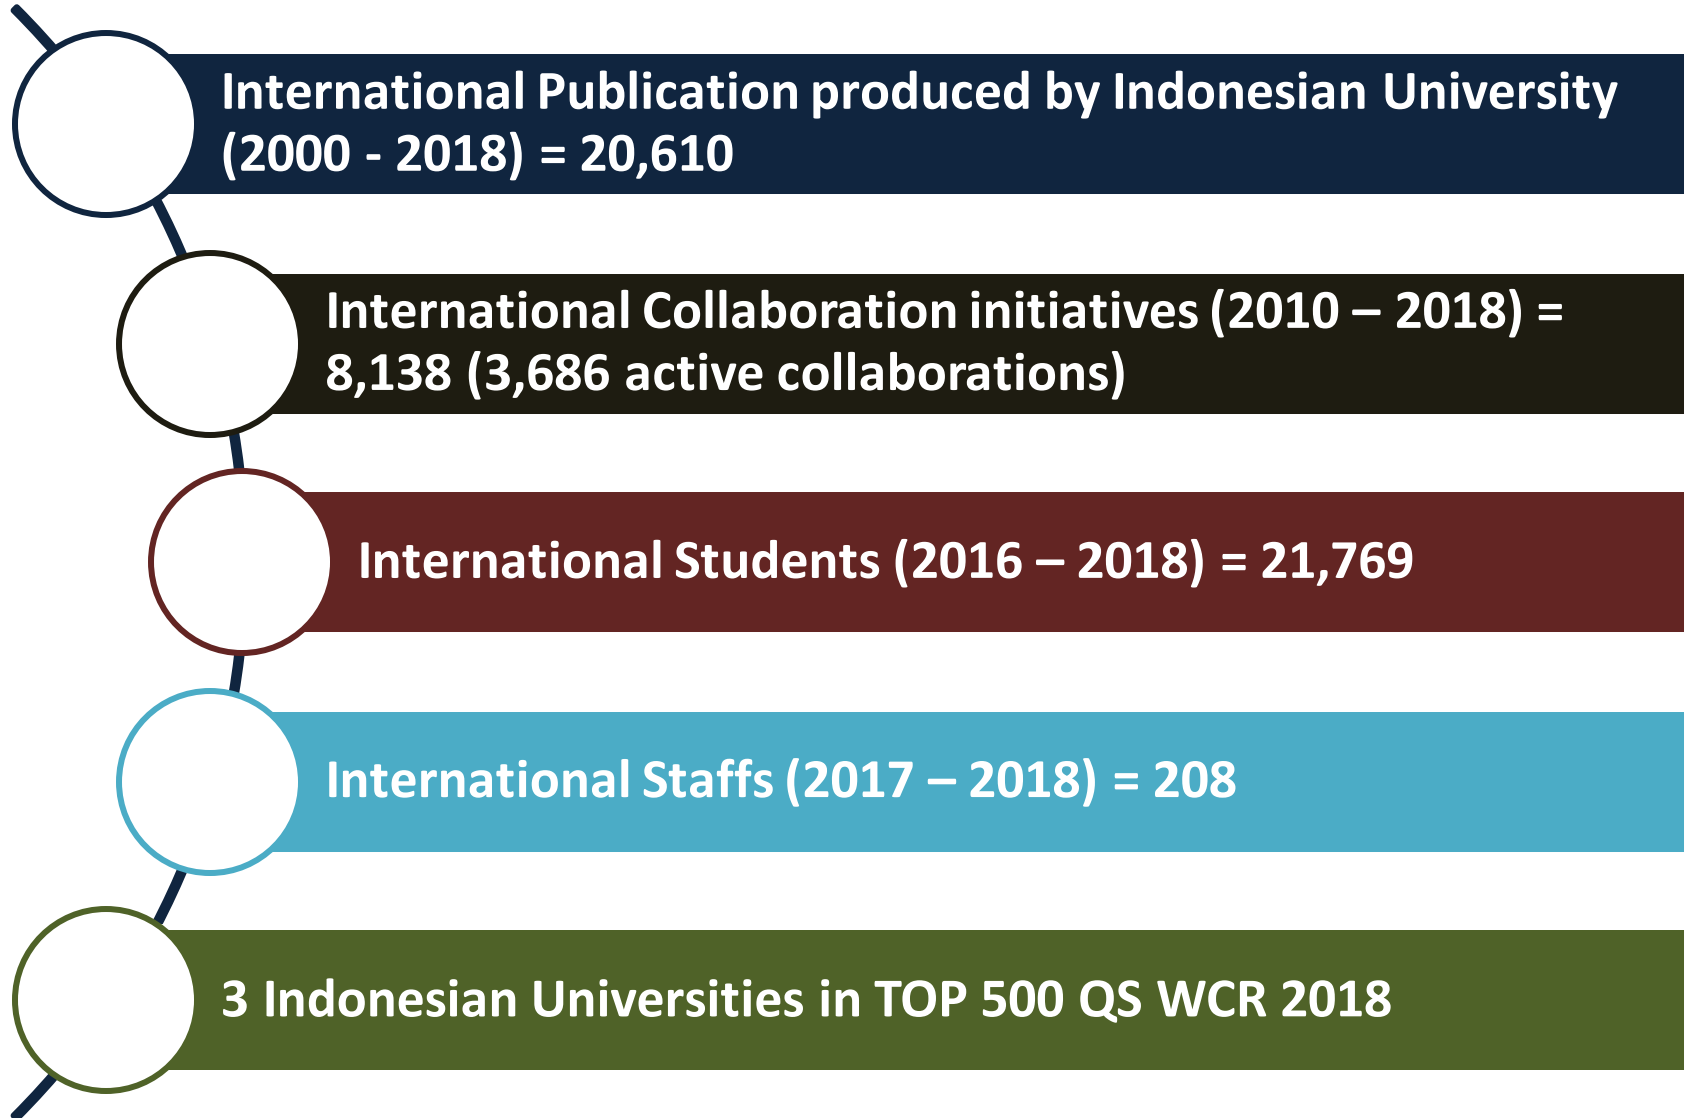 International Publication produced by Indonesian University
(2000 - 2018) = 20,610
International Collaboration initiatives (2010 – 2018) =
8,138 (3,686 active collaborations)
International Students (2016 – 2018) = 21,769
International Staffs (2017 – 2018) = 208
3 Indonesian Universities in TOP 500 QS WCR 2018